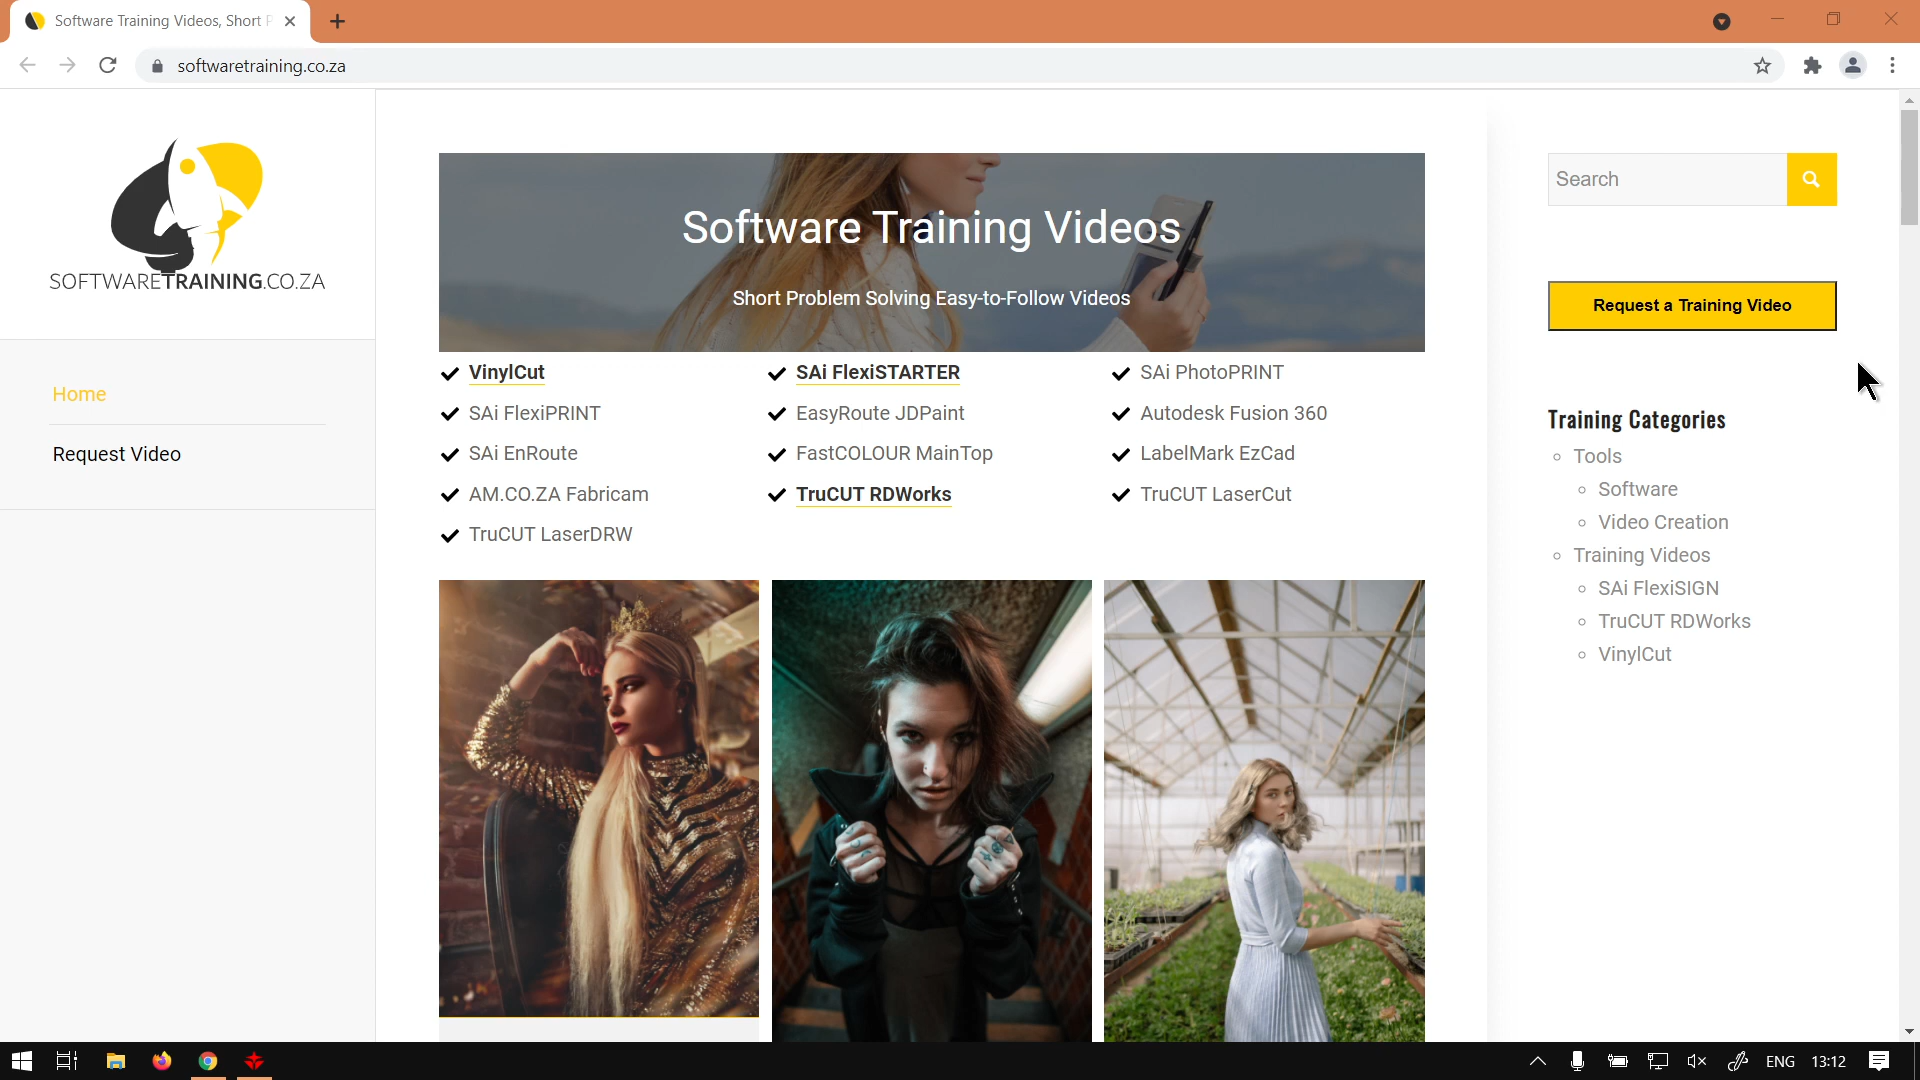 Software Training Videos, Short P
softwaretraining.co.za
SOFTWARETRAINING.CO.ZA
Home
Request Video
Software Training Videos
Short Problem Solving Easy-to-Follow Videos
VinylCut
SAi FlexiSTARTER
SAi PhotoPRINT
SAi FlexiPRINT
EasyRoute JDPaint
Autodesk Fusion 360
SAi EnRoute
FastCOLOUR MainTop
LabelMark EzCad
AM.CO.ZA Fabricam
TruCUT RDWorks
TruCUT LaserCut
TruCUT LaserDRW
Search
Request a Training Video
Training Categories
Tools
Software
Video Creation
Training Videos
SAi FlexiSIGN
TruCUT RDWorks
VinylCut
ENG
13:12